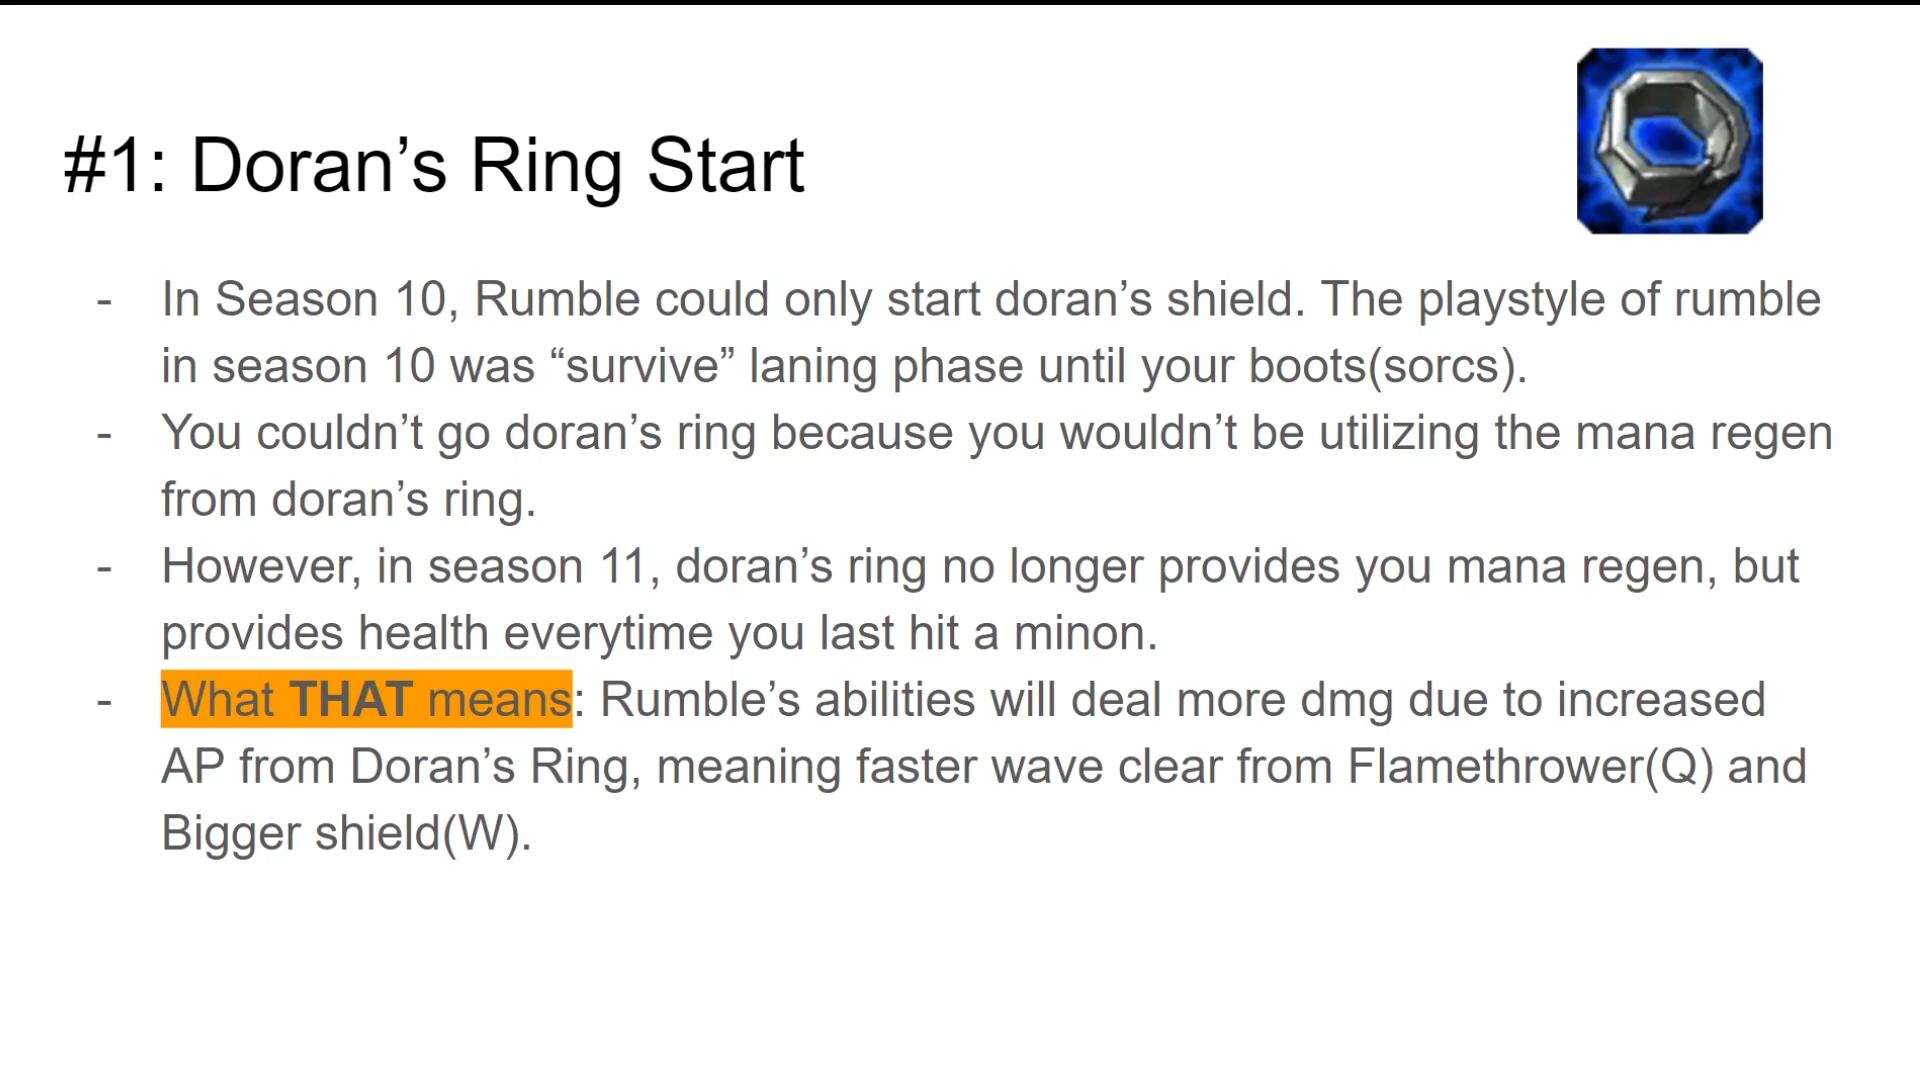 #1: Doran’s Ring Start
- In Season 10, Rumble could only start doran’s shield. The playstyle of rumble
in season 10 was “survive” laning phase until your boots(sorcs).
- You couldn’t go doran’s ring because you wouldn’t be utilizing the mana regen
from doran’s ring.
- However, in season 11, doran’s ring no longer provides you mana regen, but
provides health everytime you last hit a minon.
- What THAT means: Rumble’s abilities will deal more dmg due to increased
AP from Doran’s Ring, meaning faster wave clear from Flamethrower(Q) and
Bigger shield(W).